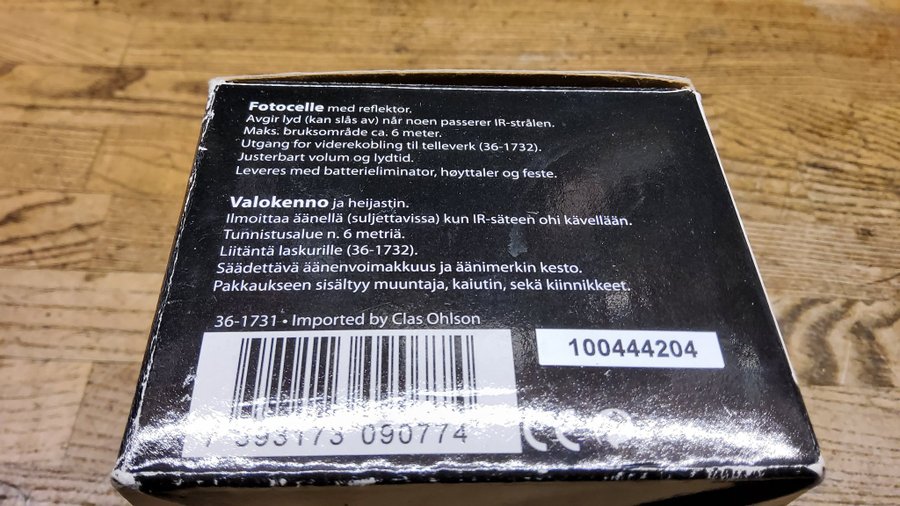 Fotocelle med reflektor.
Avgir lyd (kan slås av) når noen passerer IR-strålen.
Maks. bruksområde ca. 6 meter.
Utgang for viderekobling til telleverk (36-1732).
Justerbart volum og lydtid.
Leveres med batterieliminator, høyttaler og feste.
Valokenno ja heijastin.
Ilmoittaa äänellä (suljettavissa) kun IR-säteen ohi kävellään.
Tunnistusalue n. 6 metriä.
Liitäntä laskurille (36-1732).
Säädettävä äänenvoimakkuus ja äänimerkin kesto.
Pakkaukseen sisältyy muuntaja, kaiutin, sekä kiinnikkeet.
36-1731 • Imported by Clas Ohlson
100444204
7 393173 090774
CE